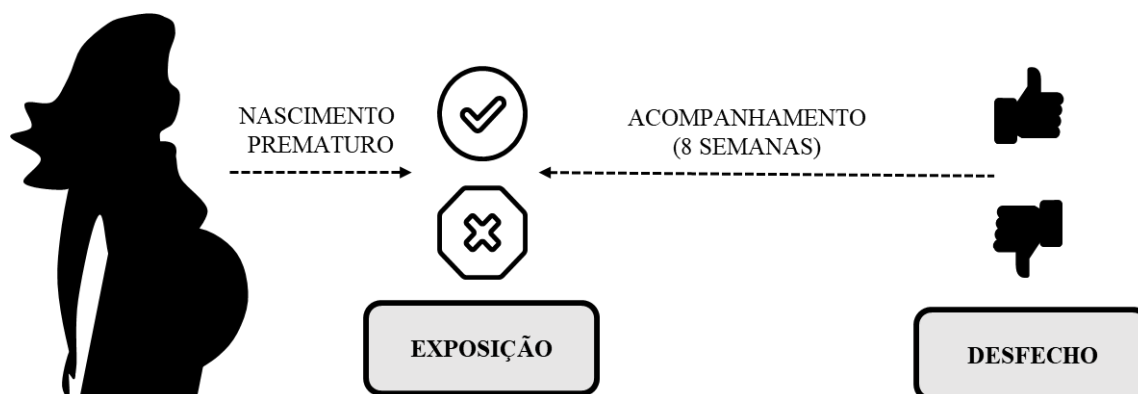 NASCIMENTO
PREMATURO
ACOMPANHAMENTO
(8 SEMANAS)
EXPOSIÇÃO
DESFECHO